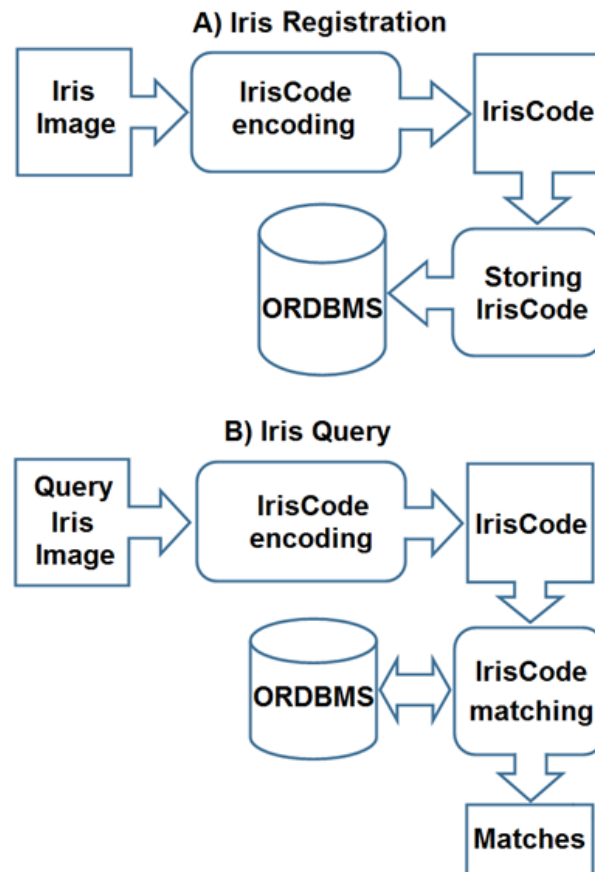 A) Iris Registration
Iris
Image
IrisCode
encoding
IrisCode
Storing
IrisCode
ORDBMS
B) Iris Query
Query
Iris
Image
IrisCode
encoding
IrisCode
IrisCode
matching
ORDBMS
Matches